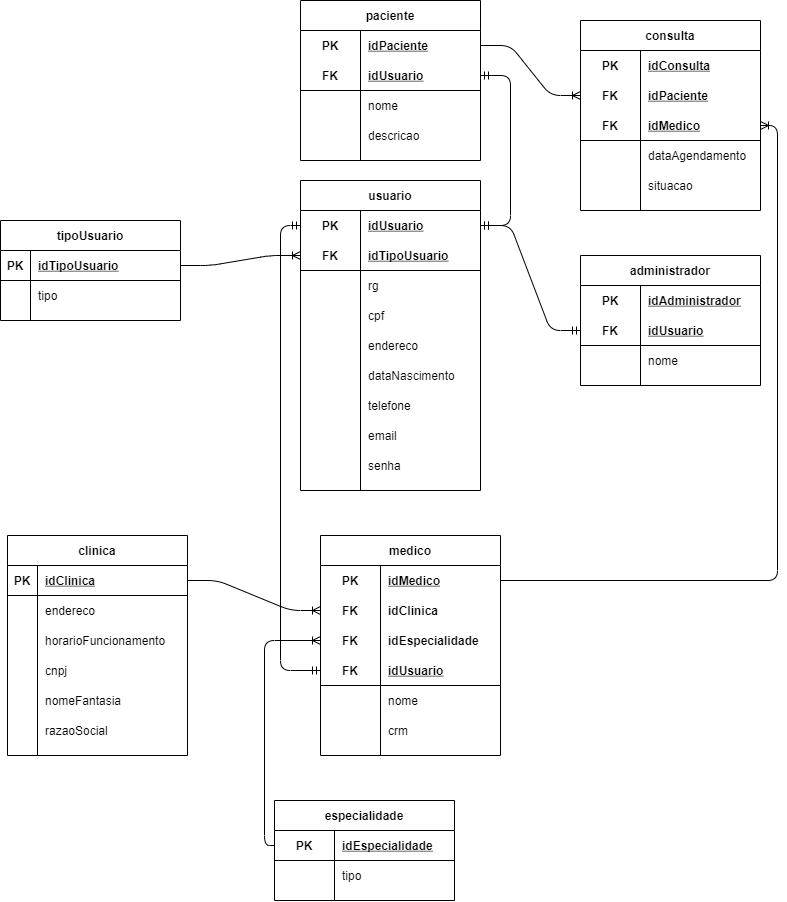 paciente
PK idPaciente
FK idUsuario
nome
descricao
consulta
PK idConsulta
FK idPaciente
FK idMedico
dataAgendamento
situacao
usuario
PK idUsuario
FK idTipoUsuario
rg
cpf
endereco
dataNascimento
telefone
email
senha
tipoUsuario
PK idTipoUsuario
tipo
administrador
PK idAdministrador
FK idUsuario
nome
clinica
PK idClinica
endereco
horarioFuncionamento
cnpj
nomeFantasia
razaoSocial
medico
PK idMedico
FK idClinica
FK idEspecialidade
FK idUsuario
nome
crm
especialidade
PK idEspecialidade
tipo